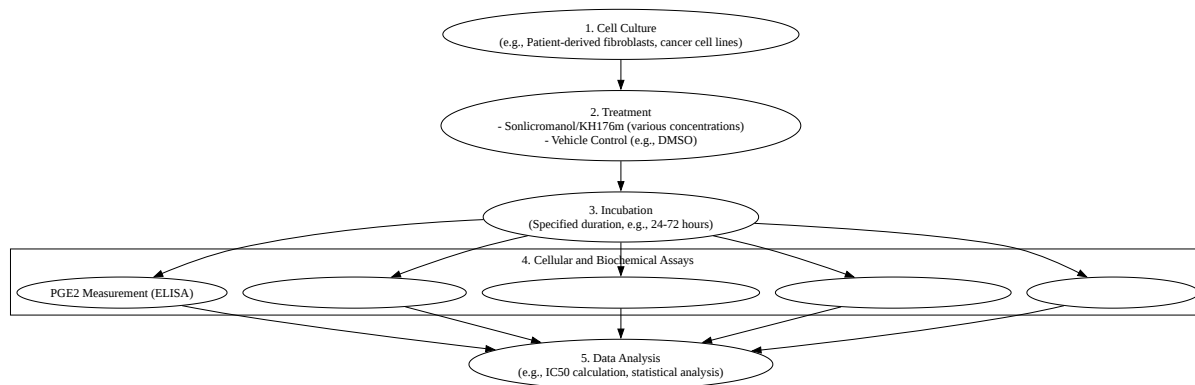 1. Cell Culture
(e.g., Patient-derived fibroblasts, cancer cell lines)
2. Treatment
- Sonlicromanol/KH176m (various concentrations)
- Vehicle Control (e.g., DMSO)
3. Incubation
(Specified duration, e.g., 24-72 hours)
4. Cellular and Biochemical Assays
PGE2 Measurement (ELISA)
5. Data Analysis
(e.g., IC50 calculation, statistical analysis)